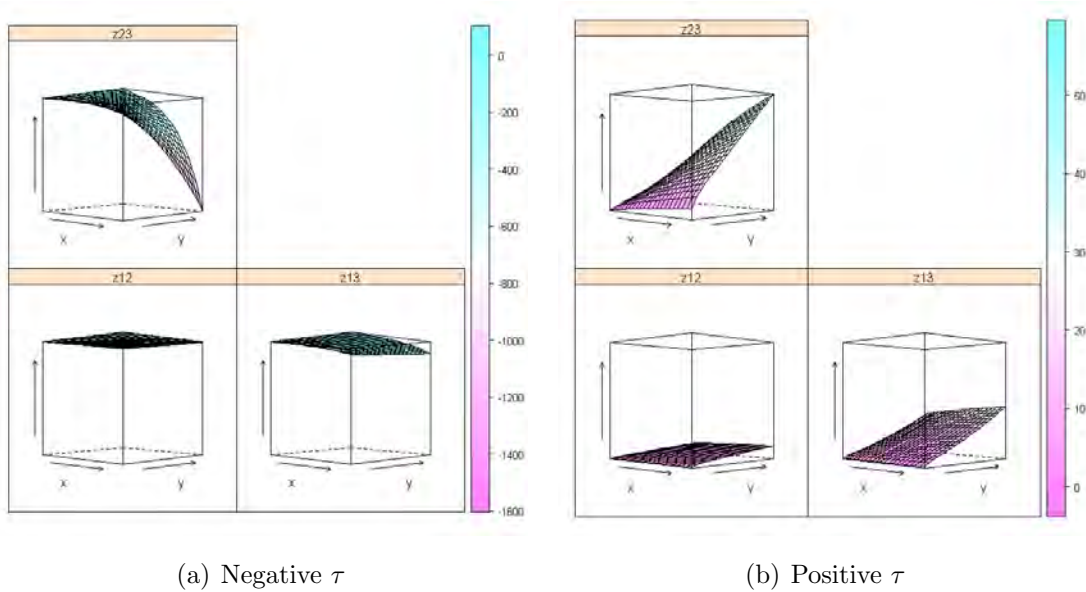 z23
x
y
z12
z13
x
y
x
y
0
-200
-400
-600
-800
-1000
-1200
-1400
-1600
z23
x
y
z12
z13
x
y
x
y
60
50
40
30
20
10
0
(a) Negative τ
(b) Positive τ